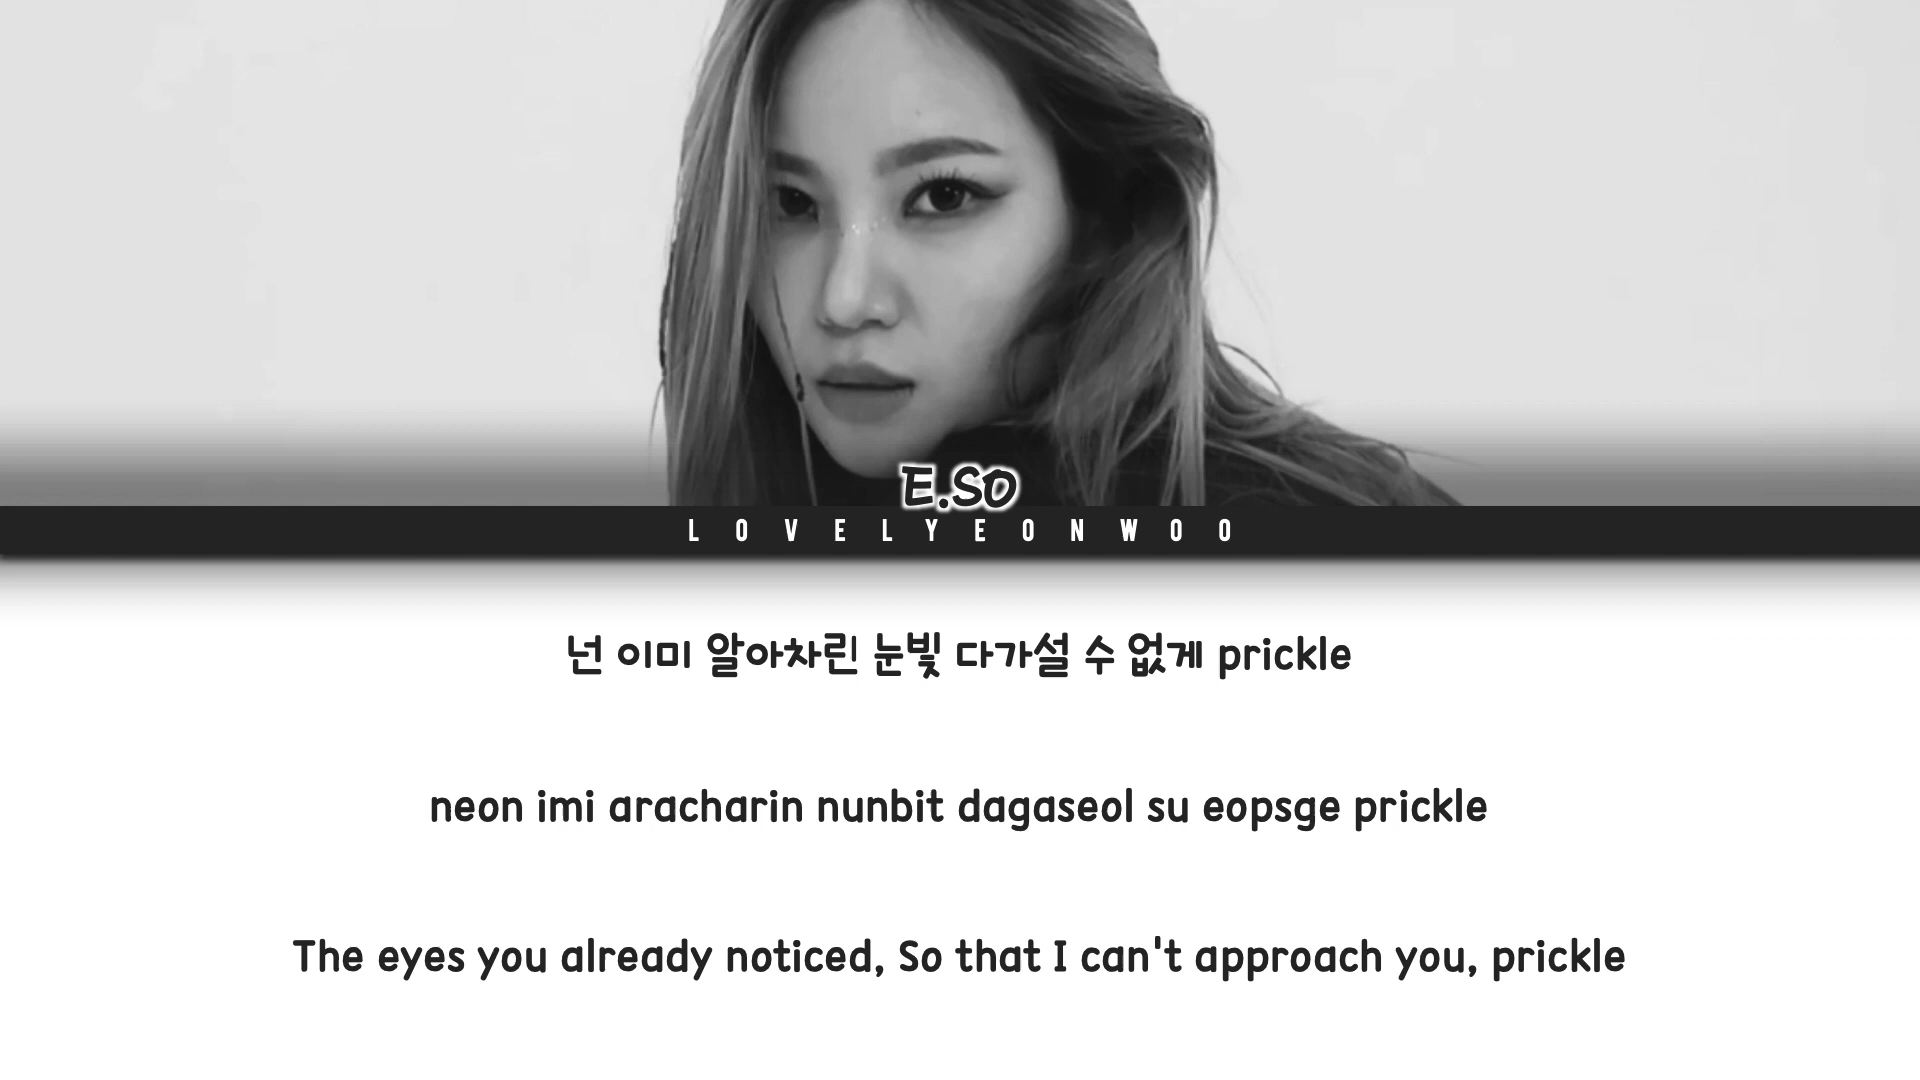 E.SO
LOVELYEONWOO
넌 이미 알아차린 눈빛 다가설 수 없게 prickle
neon imi aracharin nunbit dagaseol su eopsge prickle
The eyes you already noticed, So that I can't approach you, prickle